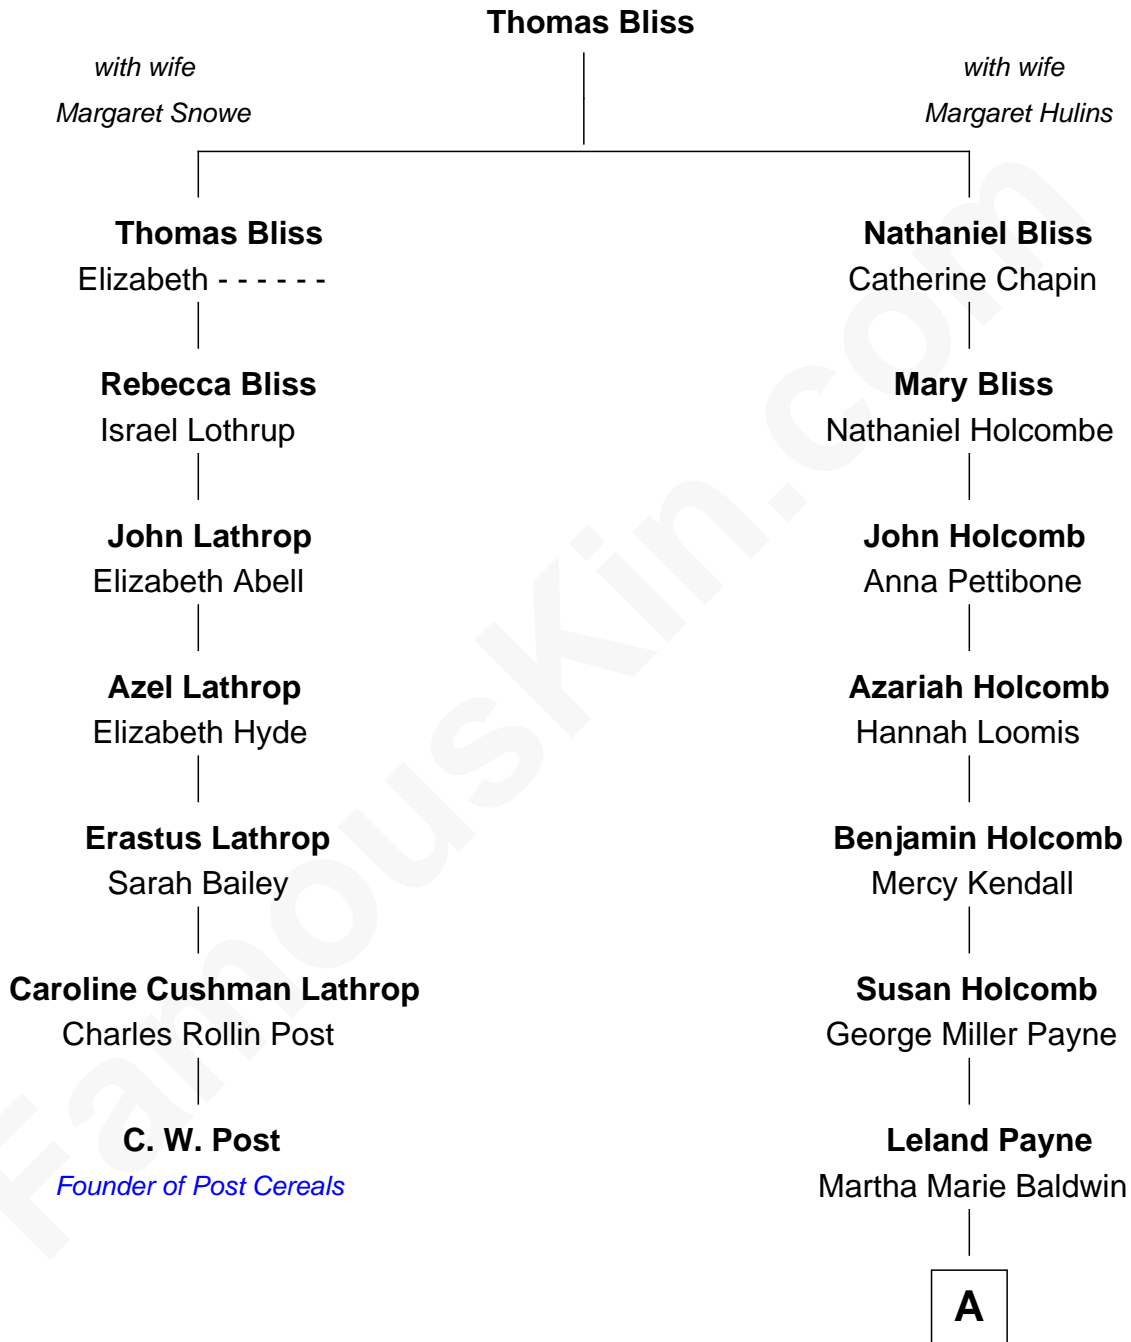 Thomas Bliss
with wife
Margaret Snowe
with wife
Margaret Hulins
Thomas Bliss
Elizabeth - - - - - -
Nathaniel Bliss
Catherine Chapin
Rebecca Bliss
Israel Lothrup
Mary Bliss
Nathaniel Holcombe
John Lathrop
Elizabeth Abell
John Holcomb
Anna Pettibone
Azel Lathrop
Elizabeth Hyde
Azariah Holcomb
Hannah Loomis
Erastus Lathrop
Sarah Bailey
Benjamin Holcomb
Mercy Kendall
Caroline Cushman Lathrop
Charles Rollin Post
Susan Holcomb
George Miller Payne
C. W. Post
Founder of Post Cereals
Leland Payne
Martha Marie Baldwin
A
FamousKin.com